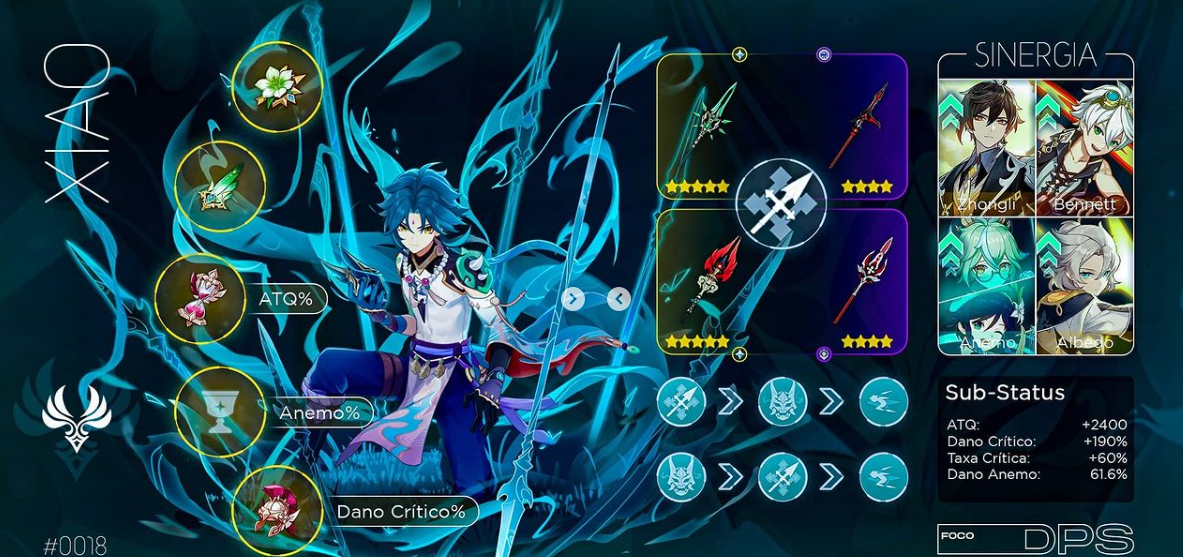 XIAO
ATQ%
Anemo%
Dano Crítico%
#0018
SINERGIA
Zhongli
Bennett
Anemo
Albedo
Sub-Status
ATQ: +2400
Dano Crítico: +190%
Taxa Crítica: +60%
Dano Anemo: 61.6%
FOCO DPS